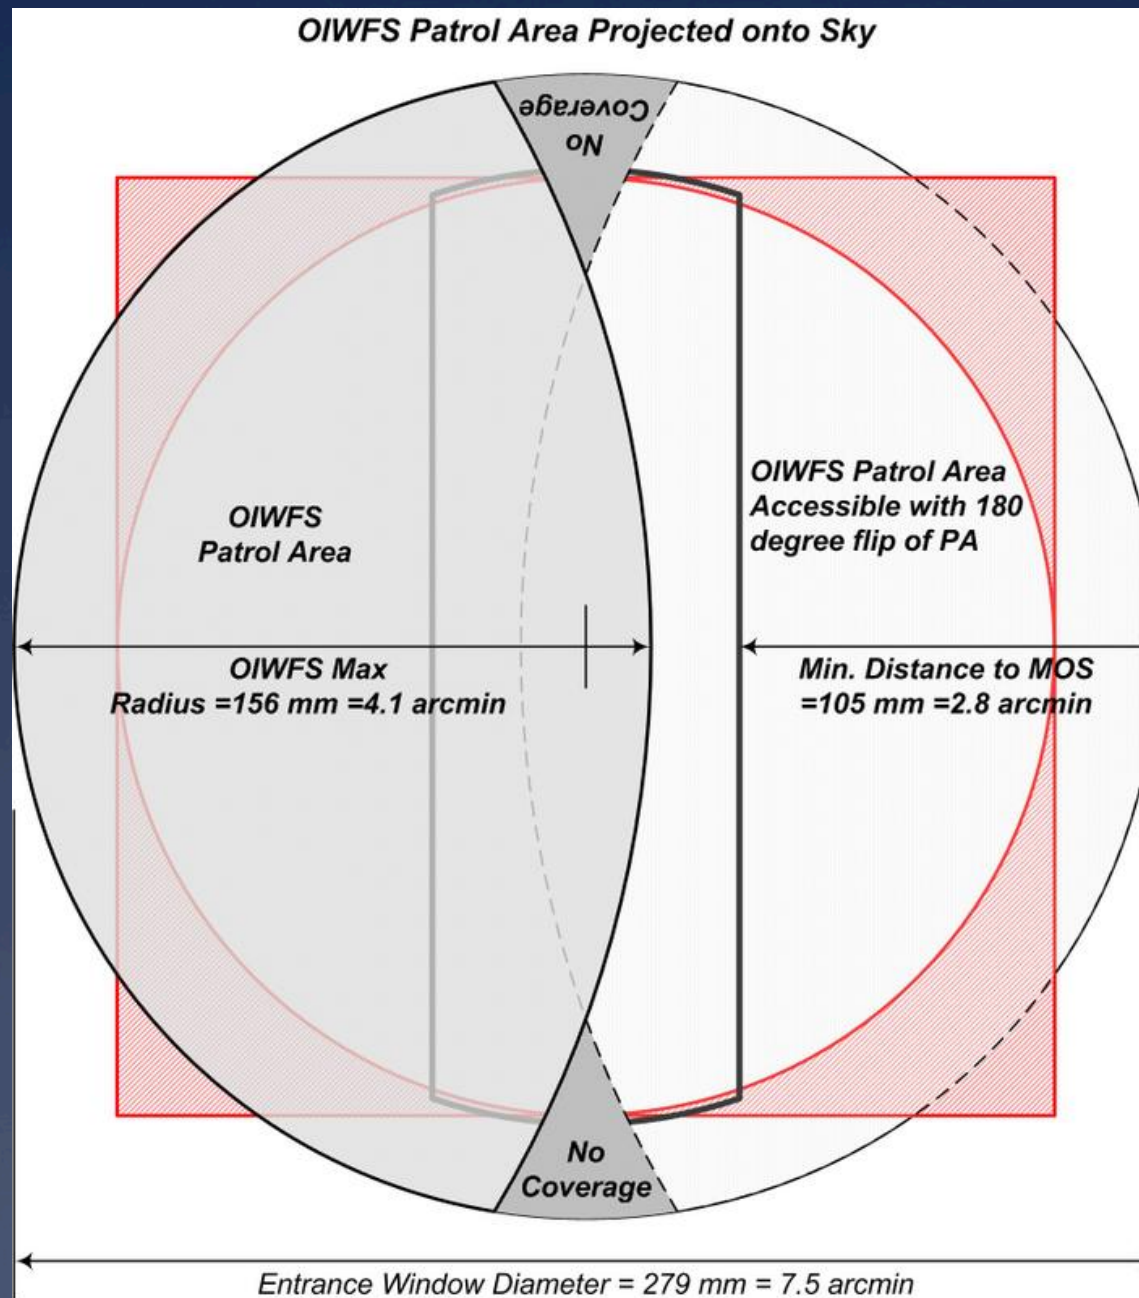 OIWFS Patrol Area Projected onto Sky
No
Coverage
OIWFS Patrol Area
Accessible with 180
degree flip of PA
OIWFS
Patrol Area
OIWFS Max
Radius =156 mm =4.1 arcmin
Min. Distance to MOS
=105 mm =2.8 arcmin
No
Coverage
Entrance Window Diameter = 279 mm = 7.5 arcmin